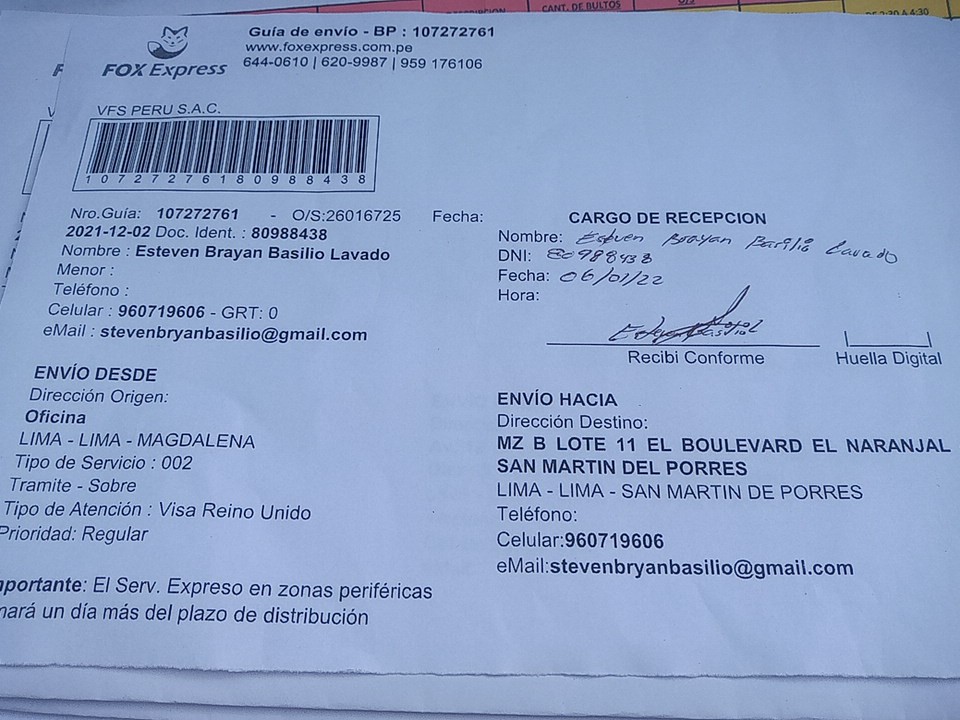 CANT. DE BULTOS
Guía de envío - BP : 107272761
www.foxexpress.com.pe
644-0610 | 620-9987 | 959 176106
FOX Express
VFS PERU S.A.C.
10727276180988438
Nro.Guía: 107272761 - O/S:26016725 Fecha:
2021-12-02 Doc. Ident. : 80988438
Nombre : Esteven Brayan Basilio Lavado
Menor :
Teléfono :
Celular : 960719606 - GRT: 0
eMail : stevenbryanbasilio@gmail.com
CARGO DE RECEPCION
Nombre: Esteven Brayan Basilio Lavado
DNI: 80988438
Fecha: 06/01/22
Hora:
Recibi Conforme
Huella Digital
ENVÍO DESDE
Dirección Origen:
Oficina
LIMA - LIMA - MAGDALENA
Tipo de Servicio : 002
Tramite - Sobre
Tipo de Atención : Visa Reino Unido
Prioridad: Regular
ENVÍO HACIA
Dirección Destino:
MZ B LOTE 11 EL BOULEVARD EL NARANJAL
SAN MARTIN DEL PORRES
LIMA - LIMA - SAN MARTIN DE PORRES
Teléfono:
Celular:960719606
eMail:stevenbryanbasilio@gmail.com
El Serv. Expreso en zonas periféricas
un día más del plazo de distribución